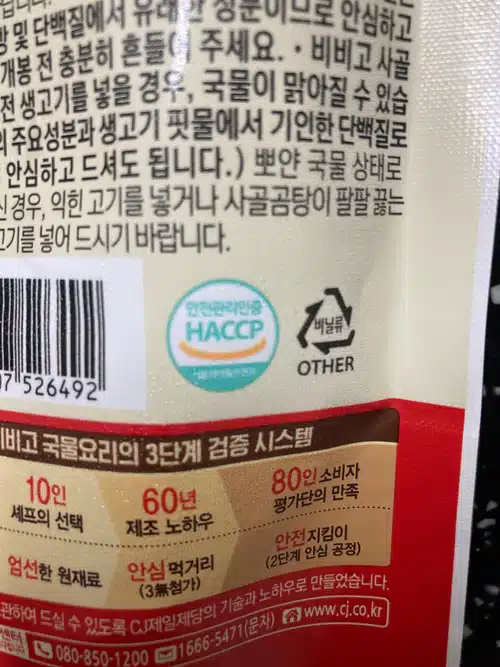 및 단백질에서 유래한 성분이므로 안심하고
개봉 전 충분히 흔들어 주세요. • 비비고 사골
전 생고기를 넣을 경우, 국물이 맑아질 수 있습
의 주요성분과 생고기 핏물에서 기인한 단백질로
안심하고 드셔도 됩니다.) 뽀얀 국물 상태로
경우, 익힌 고기를 넣거나 사골곰탕이 팔팔 끓는
고기를 넣어 드시기 바랍니다.
안전관리인증
HACCP
비닐류
OTHER
7 526492
비비고 국물요리의 3단계 검증 시스템
10인
셰프의 선택
60년
제조 노하우
80인 소비자
평가단의 만족
엄선한 원재료
안심 먹거리
(3無첨가)
안전지킴이
(2단계 안심 공정)
관하여 드실 수 있도록 CJ제일제당의 기술과 노하우로 만들었습니다.
080-850-1200 1666-5471(문자) www.cj.co.kr